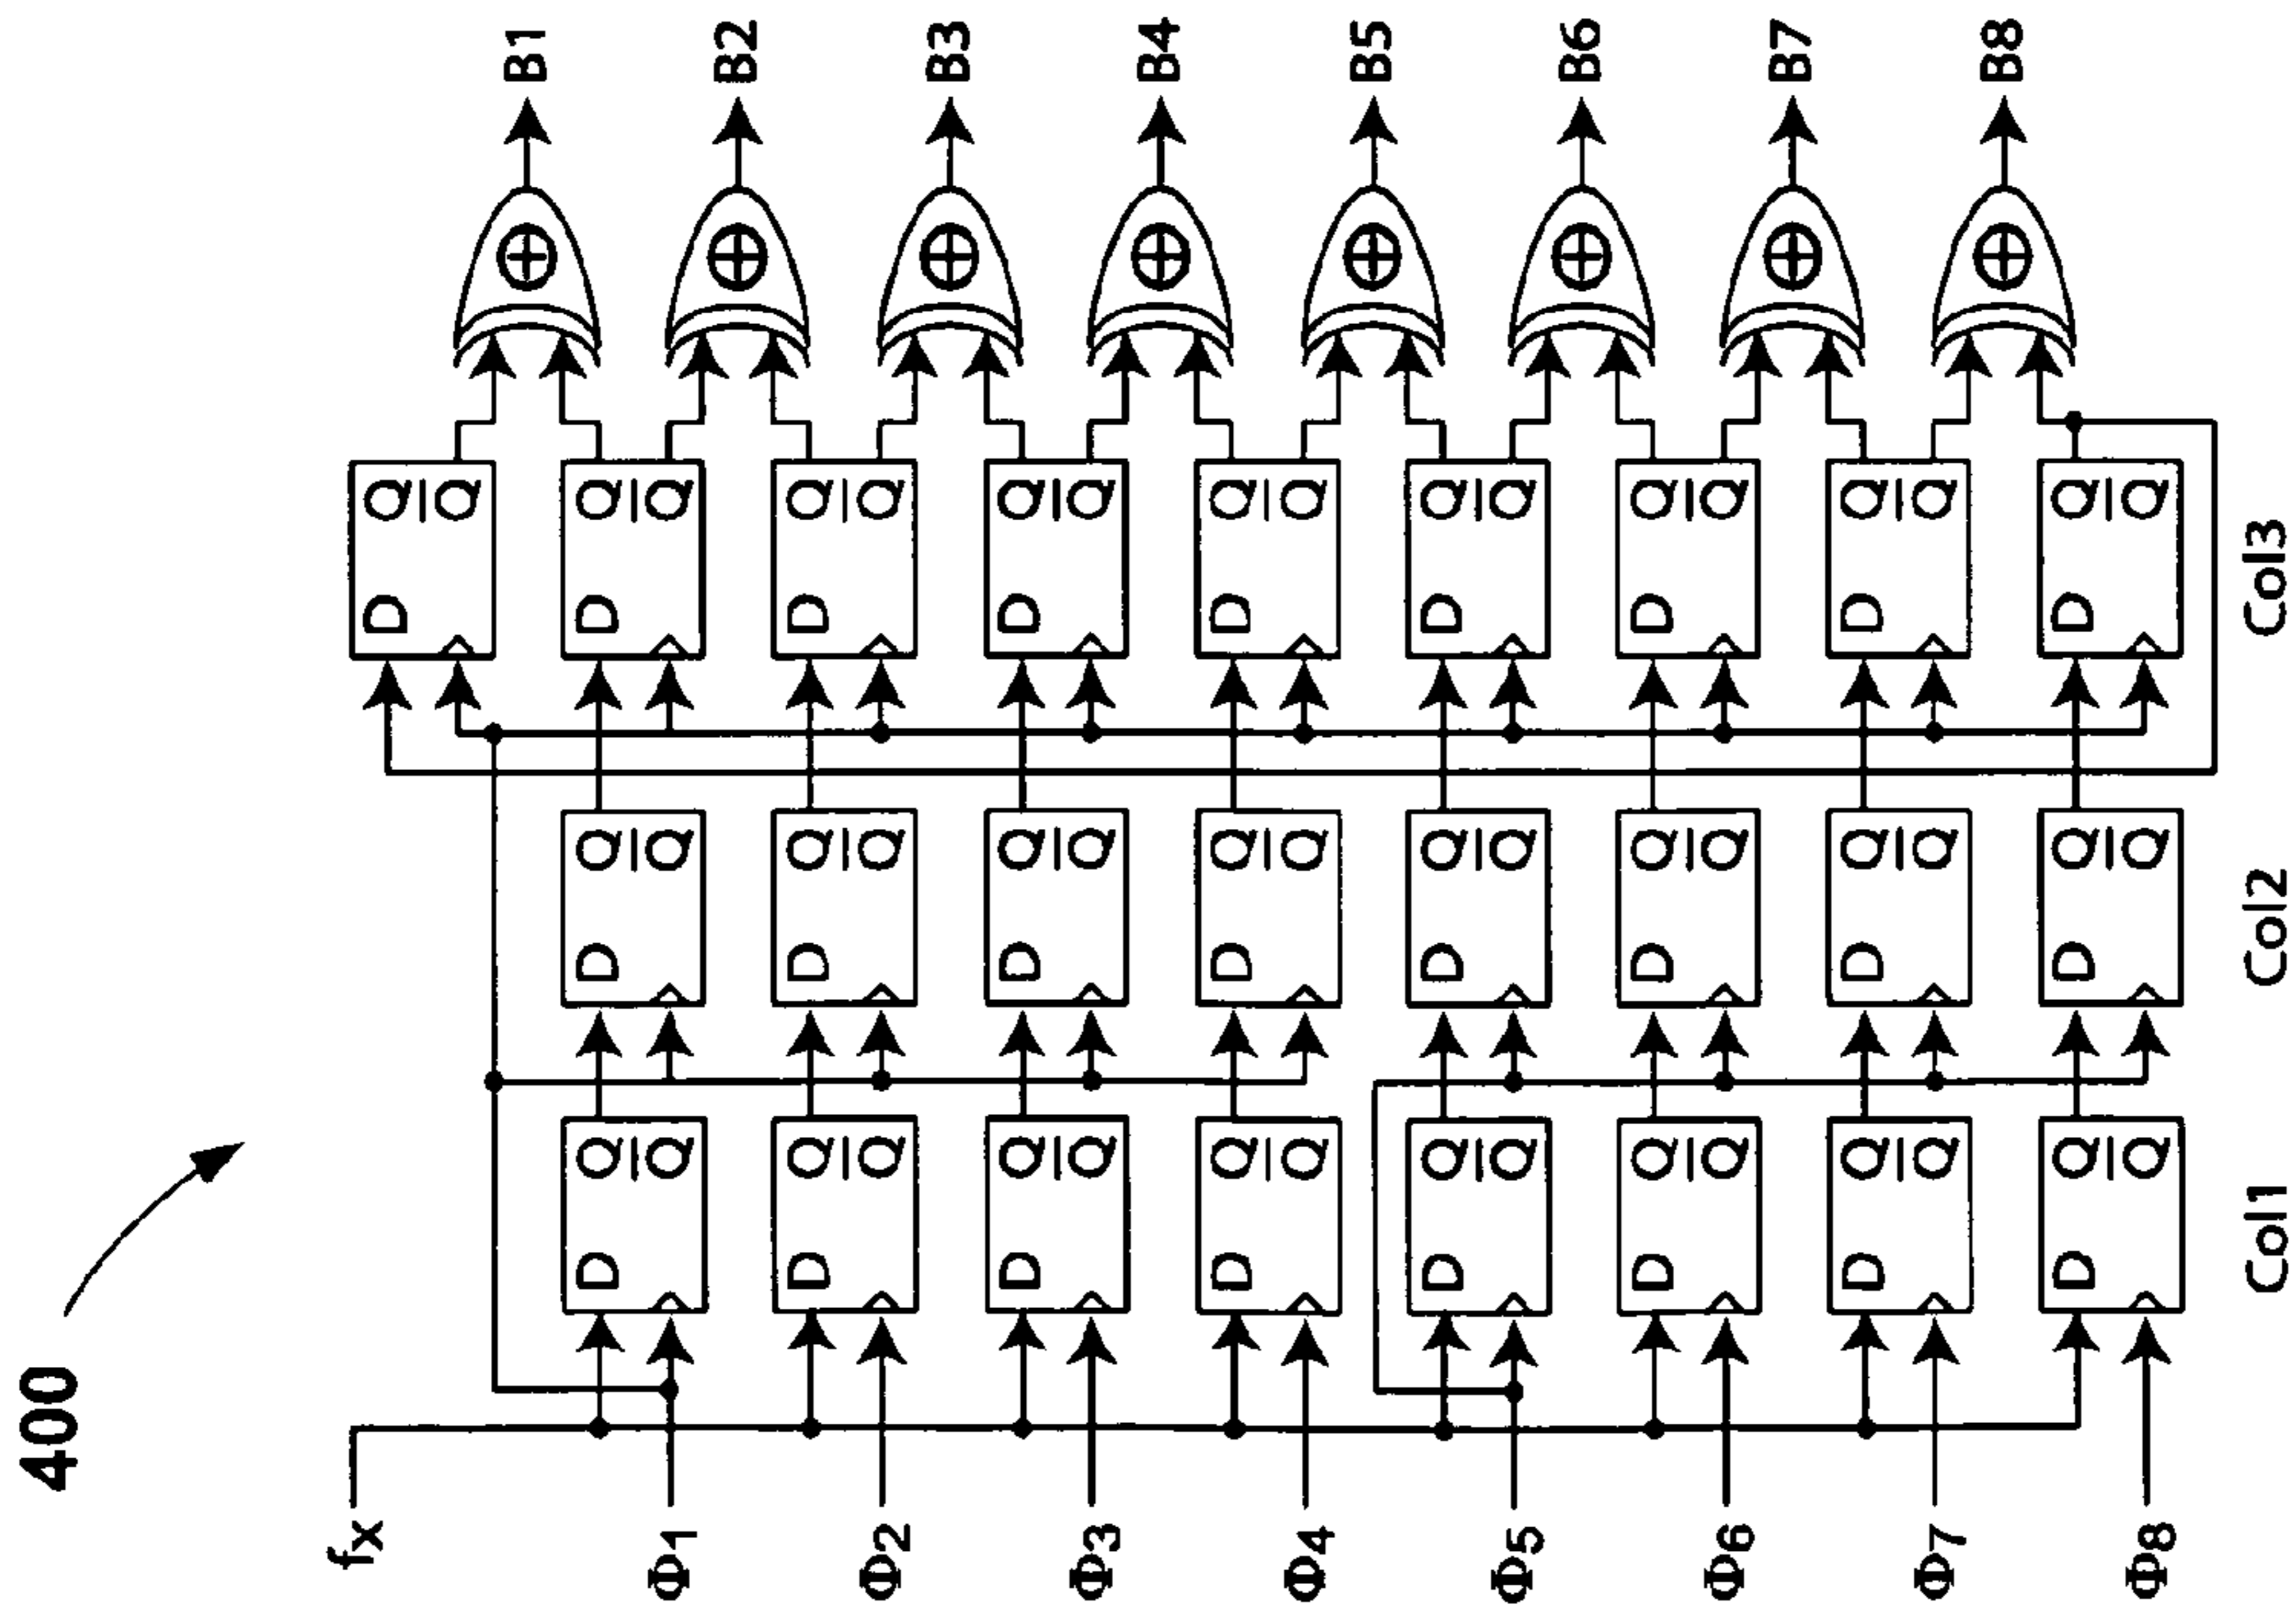 400
fx
D Q
Q̅
B1
D Q D Q D Q
Φ1 Q̅ Q̅ Q̅
B2
D Q D Q D Q
Φ2 Q̅ Q̅ Q̅
B3
D Q D Q D Q
Φ3 Q̅ Q̅ Q̅
B4
D Q D Q D Q
Φ4 Q̅ Q̅ Q̅
B5
D Q D Q D Q
Φ5 Q̅ Q̅ Q̅
B6
D Q D Q D Q
Φ6 Q̅ Q̅ Q̅
B7
D Q D Q D Q
Φ7 Q̅ Q̅ Q̅
B8
D Q D Q D Q
Φ8 Q̅ Q̅ Q̅
Col1 Col2 Col3